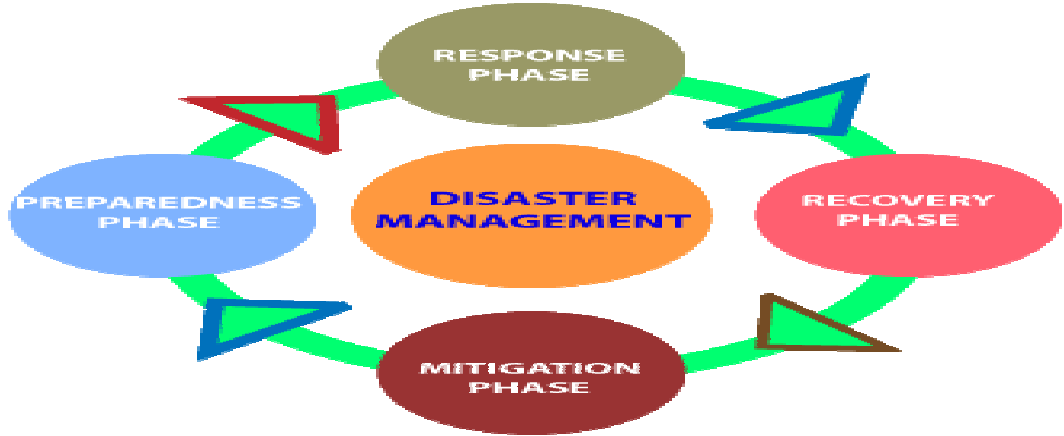 RESPONSE
PHASE
PREPAREDNESS
PHASE
DISASTER
MANAGEMENT
RECOVERY
PHASE
MITIGATION
PHASE